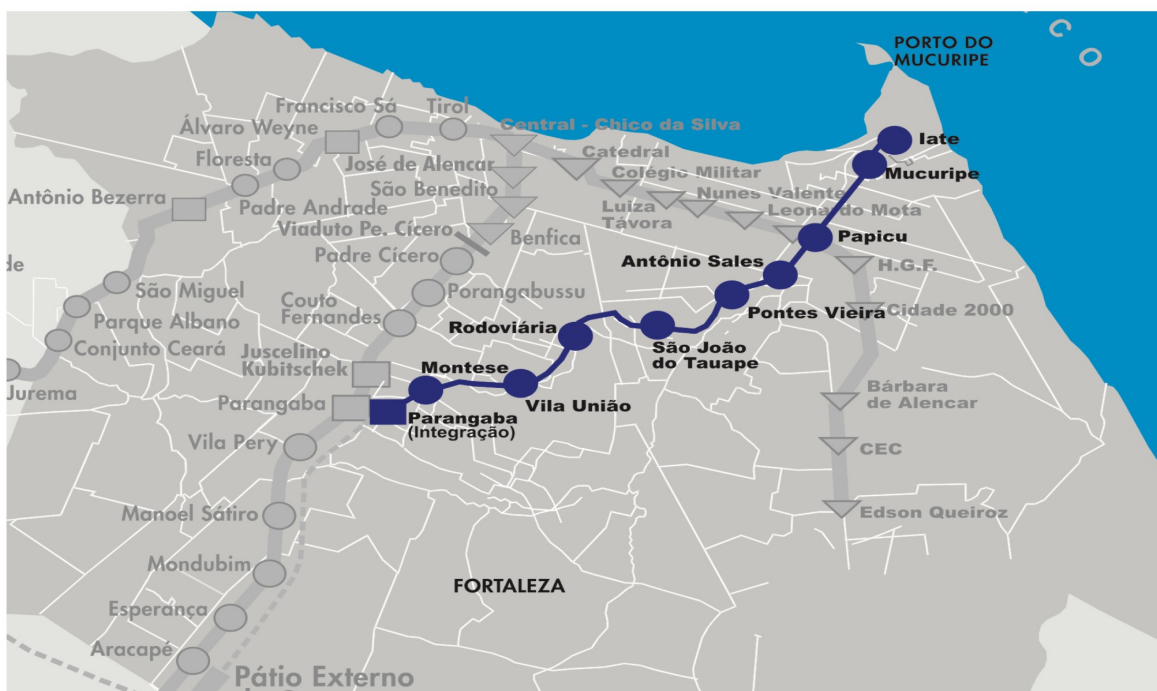 C
O
PORTO DO
MUCURIPE
Francisco Sá
Tirol
Álvaro Weyne
Central - Chico da Silva
Iate
Floresta
José de Alencar
Catedral
Mucuripe
Colégio Militar
Antônio Bezerra
São Benedito
Nunes Valente
Padre Andrade
Luiza
Távora
Leonardo Mota
Viaduto Pe. Cícero
Benfica
Papicu
Padre Cícero
Antônio Sales
H.G.F.
São Miguel
Porangabussu
Couto
Fernandes
Pontes Vieira
Cidade 2000
Parque Albano
Rodoviária
São João
do Tauape
Conjunto Ceará
Juscelino
Kubitschek
Montese
Jurema
Bárbara
de Alencar
Parangaba
Vila União
Parangaba
(Integração)
Vila Pery
CEC
Manoel Sátiro
Edson Queiroz
Mondubim
FORTALEZA
Esperança
Aracapé
Pátio Externo